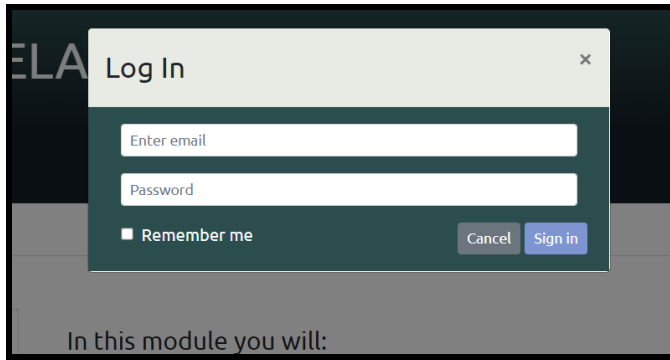 ELA
Log In
×
Enter email
Password
Remember me
Cancel Sign in
In this module you will: